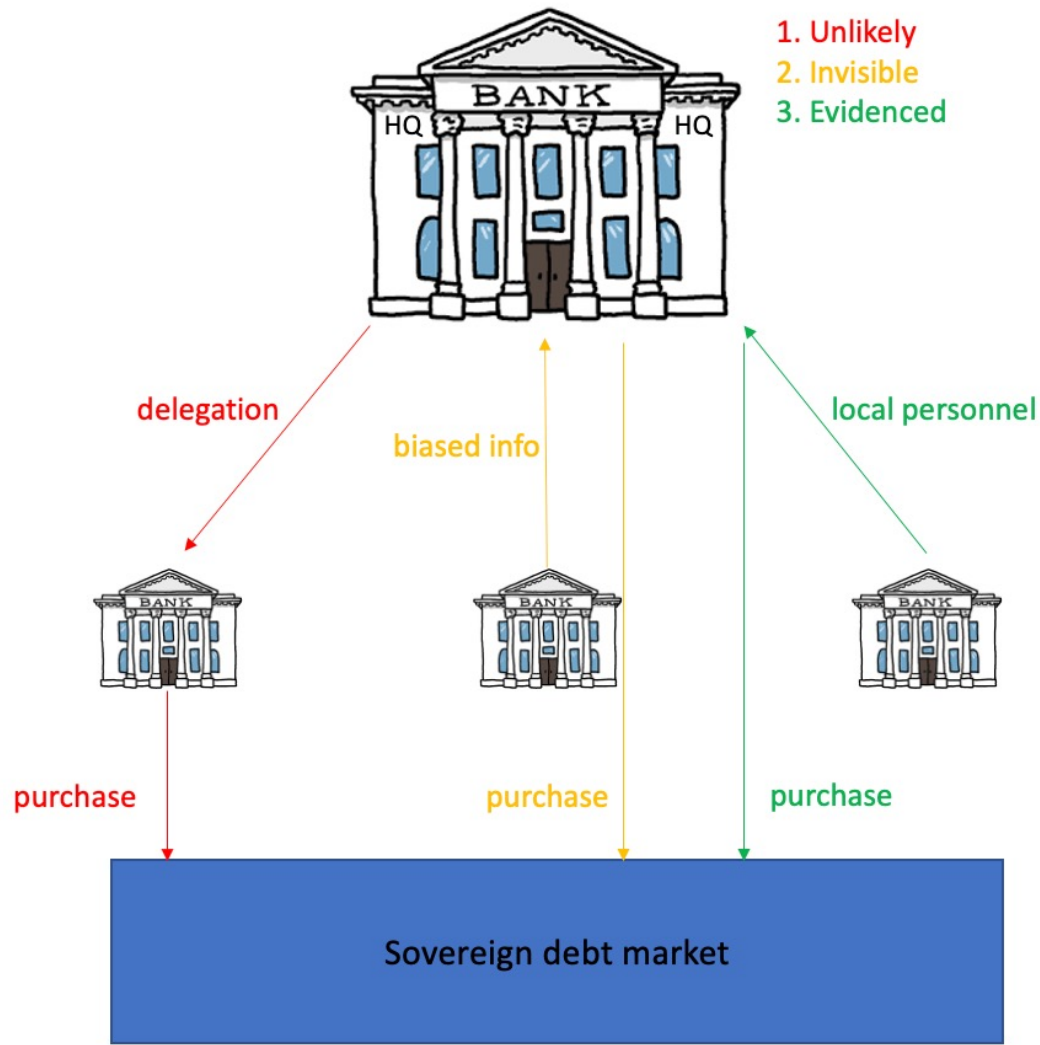 1. Unlikely
2. Invisible
3. Evidenced
BANK
HQ
HQ
delegation
biased info
local personnel
BANK
BANK
BANK
purchase
purchase
purchase
Sovereign debt market